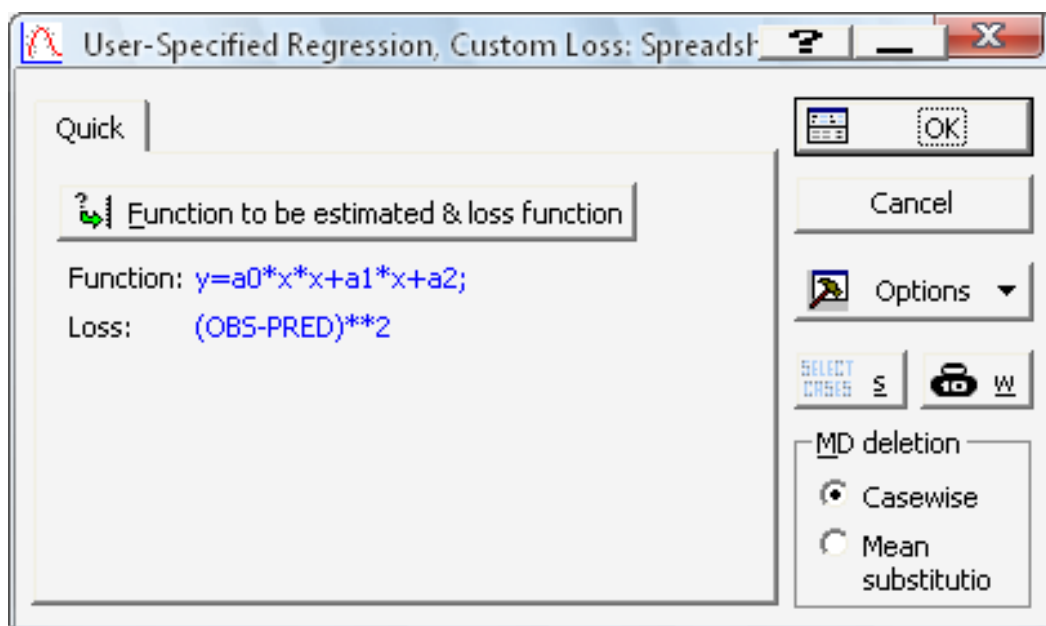 User-Specified Regression, Custom Loss: Spreadsh
?
Quick
Function to be estimated & loss function
Function: y=a0*x*x+a1*x+a2;
Loss: (OBS-PRED)**2
OK
Cancel
Options
SELECT CASES S
10 W
MD deletion
Casewise
Mean
substitutio